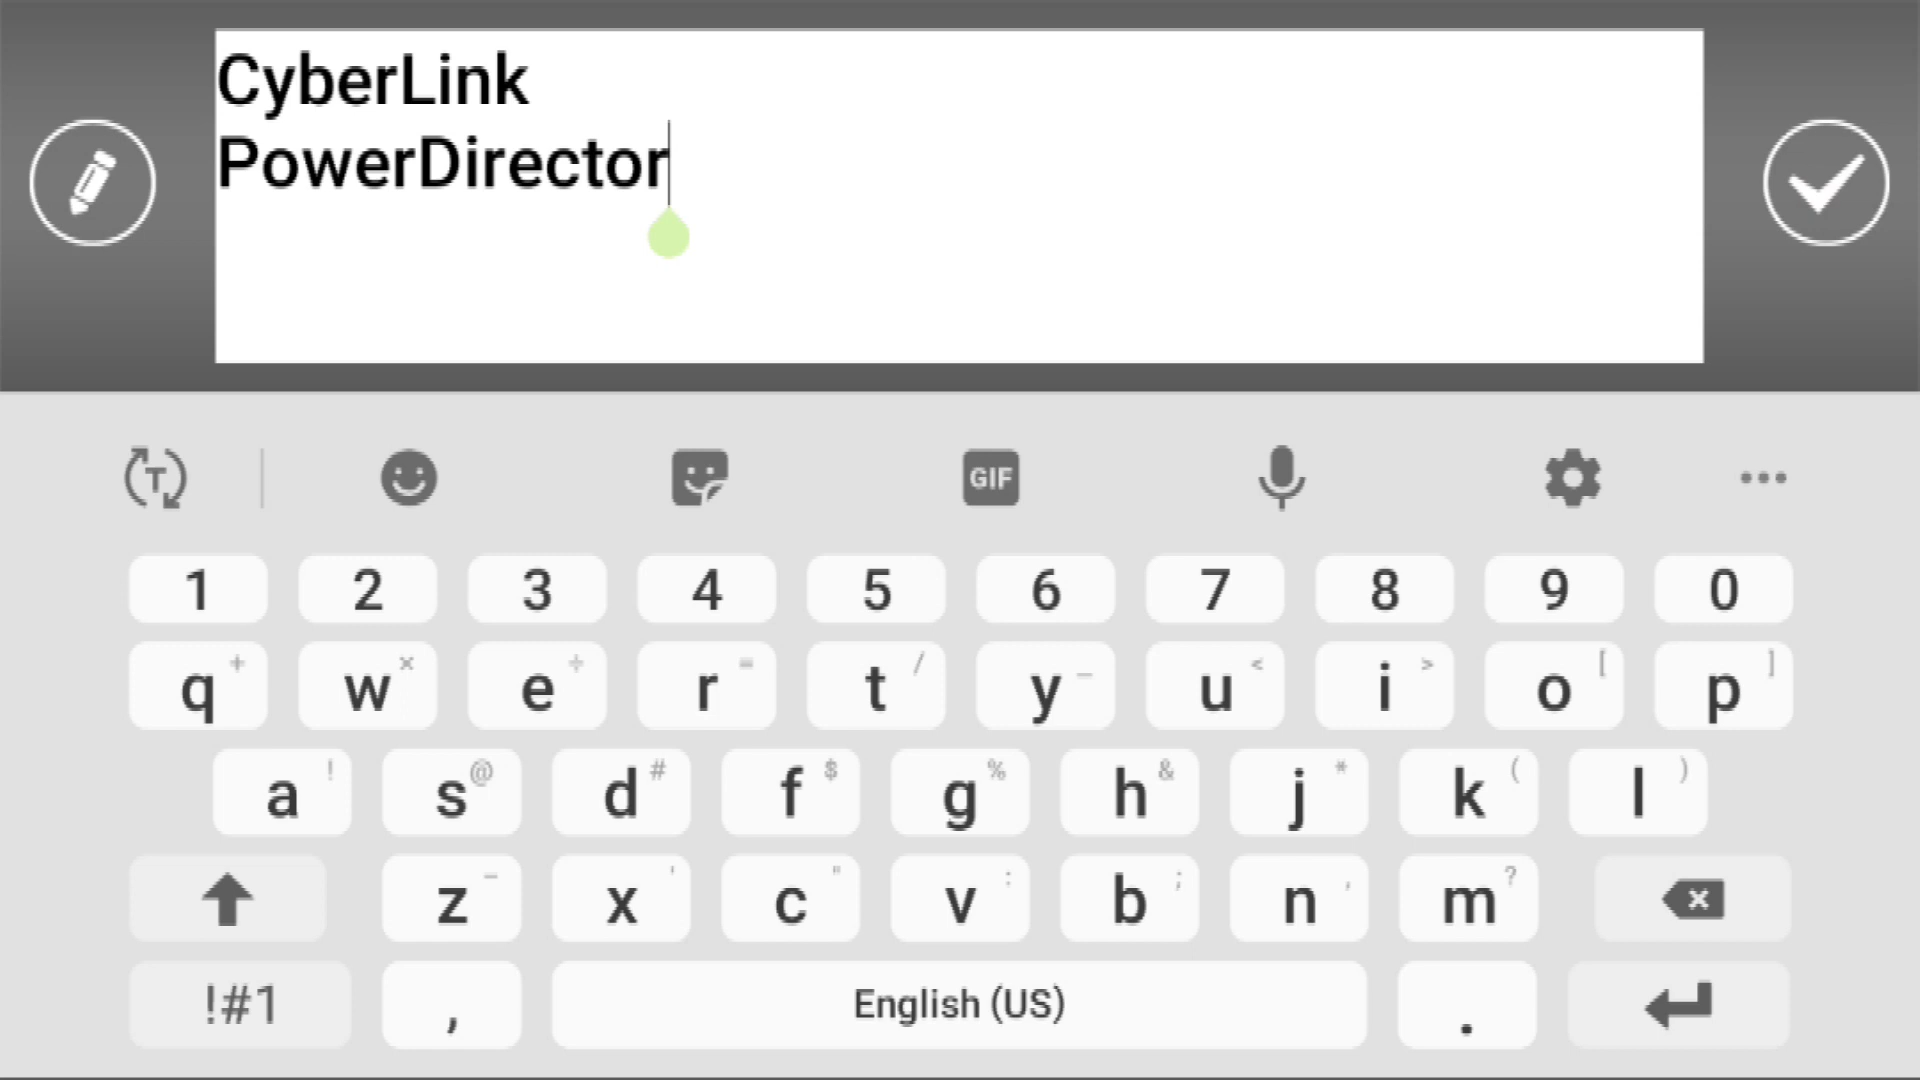 CyberLink
PowerDirector
T
GIF
1 2 3 4 5 6 7 8 9 0
q + w × e ÷ r = t / y _ u < i > o [ p ]
a ! s @ d # f $ g % h & j * k ( l )
z - x ' c " v : b ; n , m ?
!#1 , English (US) .